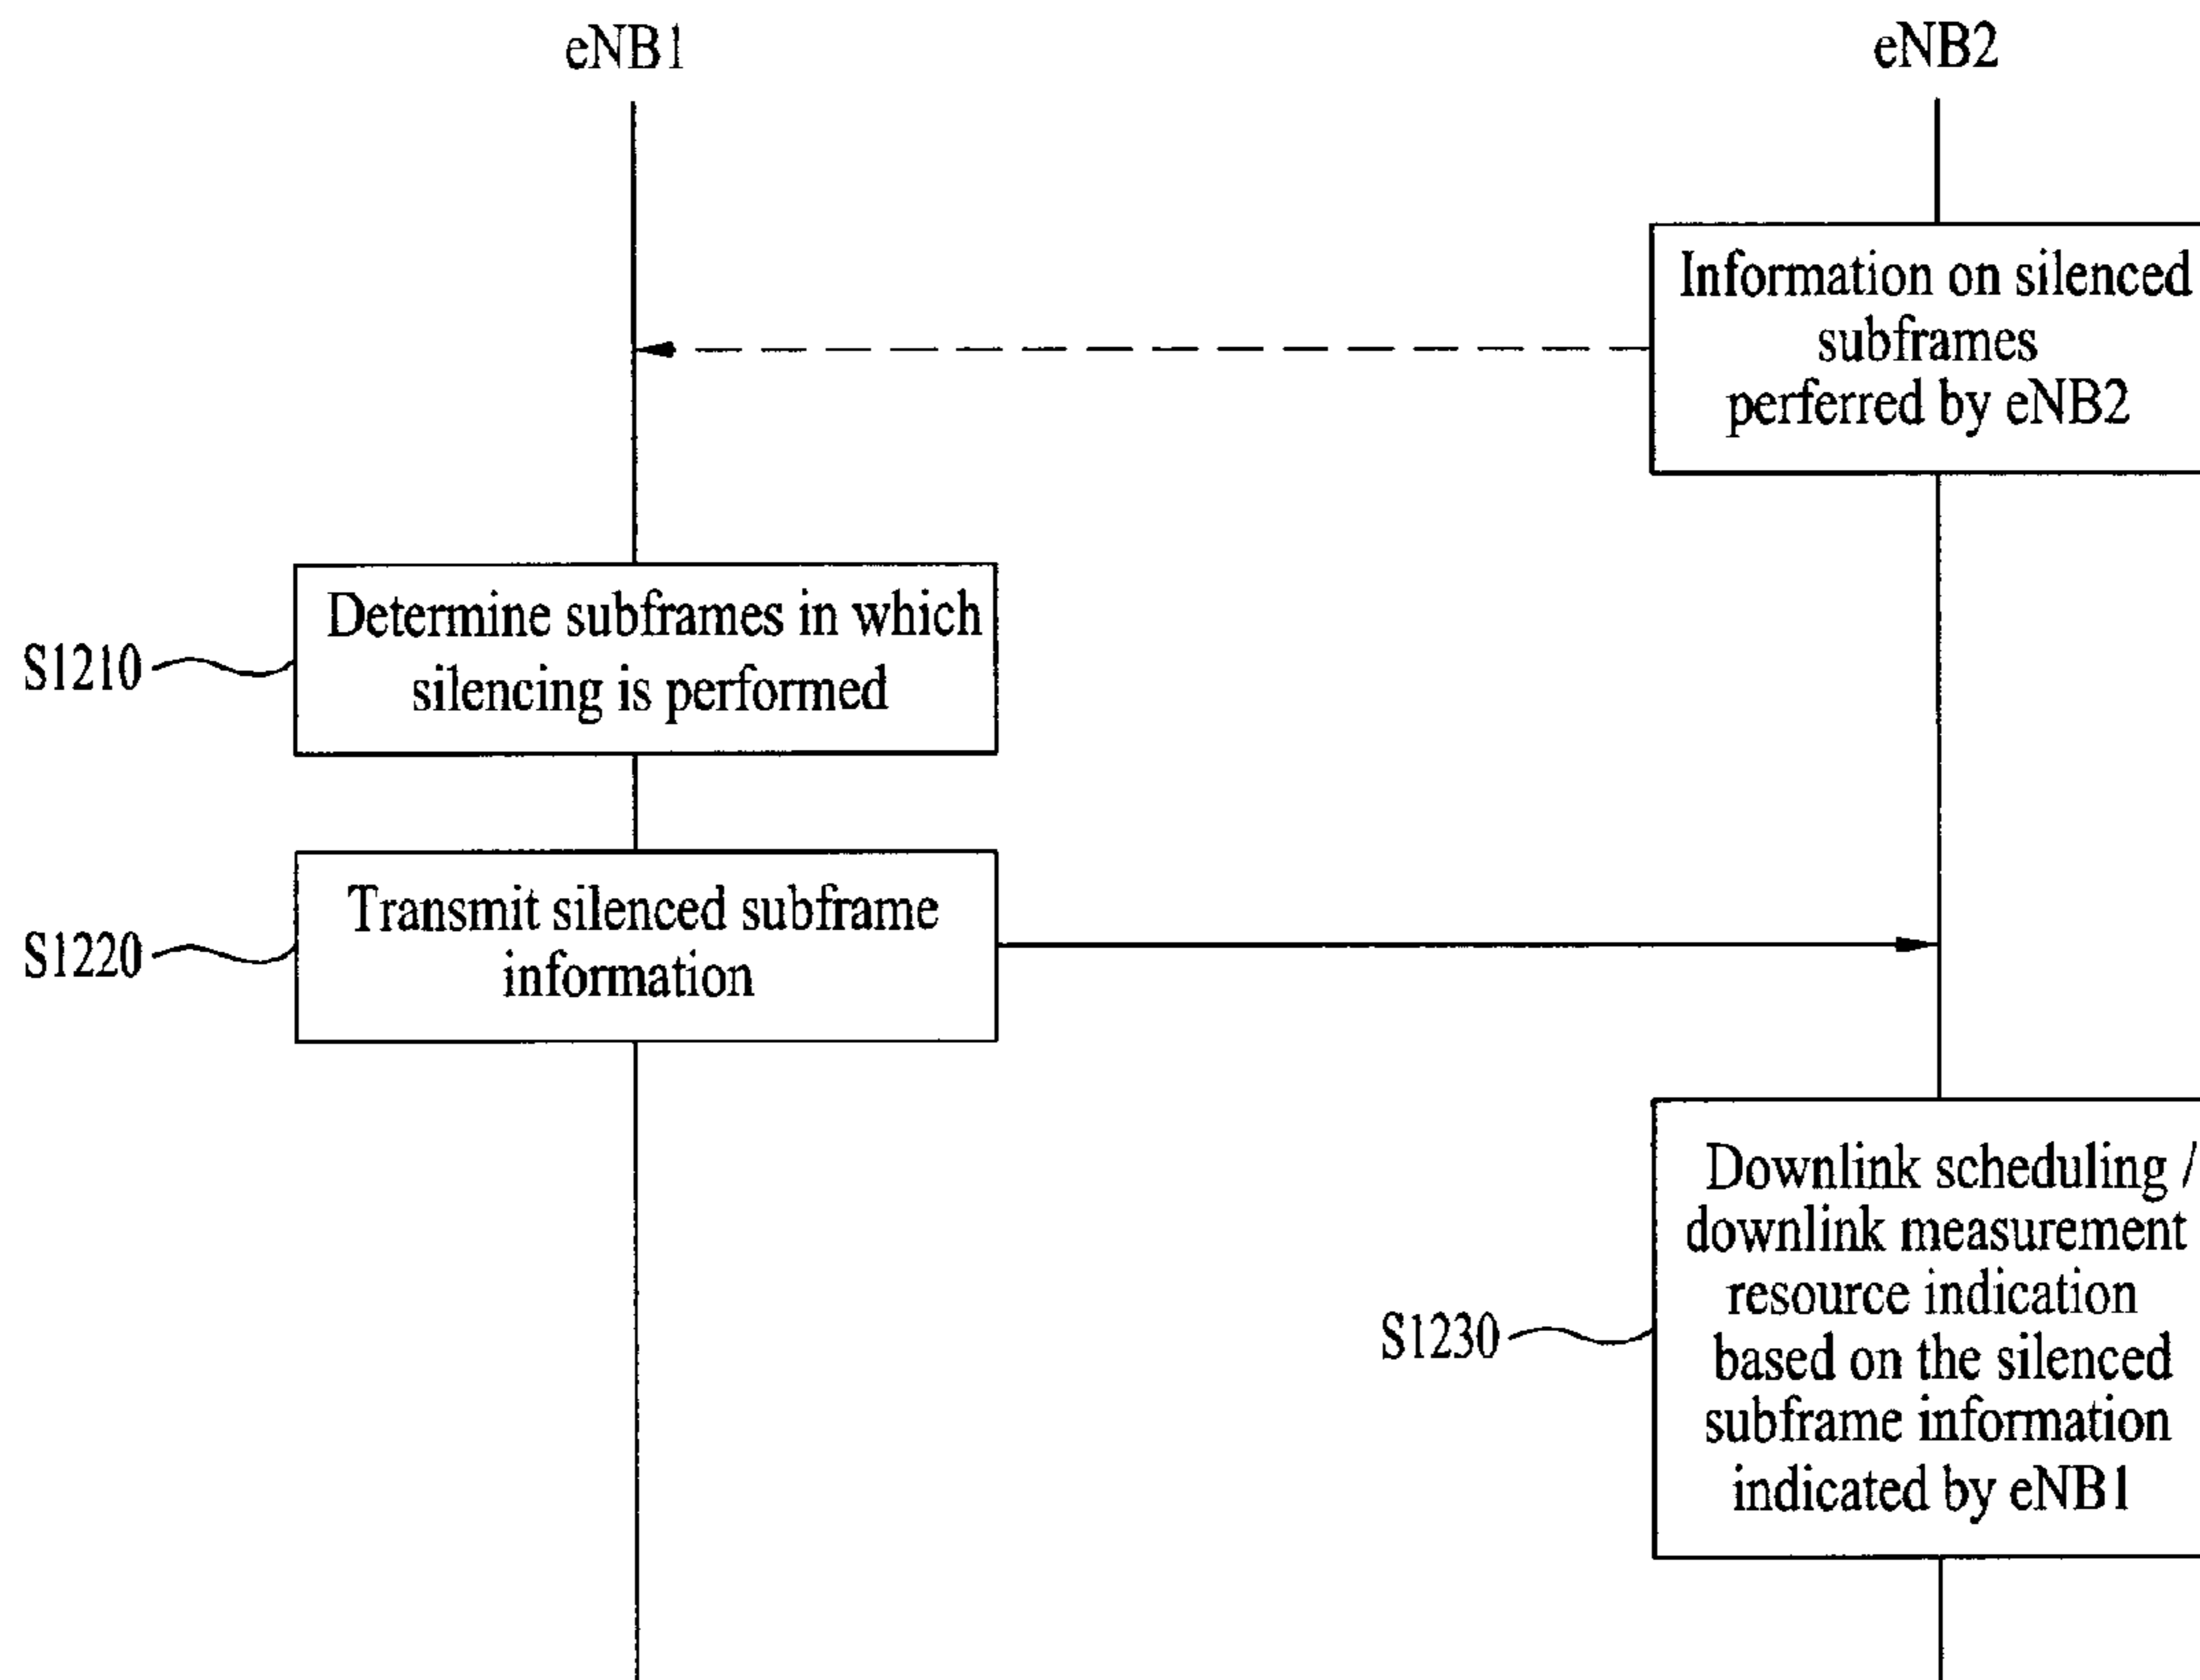 eNB1
eNB2
Information on silenced
subframes
perferred by eNB2
Determine subframes in which
silencing is performed
S1210
Transmit silenced subframe
information
S1220
Downlink scheduling /
downlink measurement
resource indication
based on the silenced
subframe information
indicated by eNB1
S1230